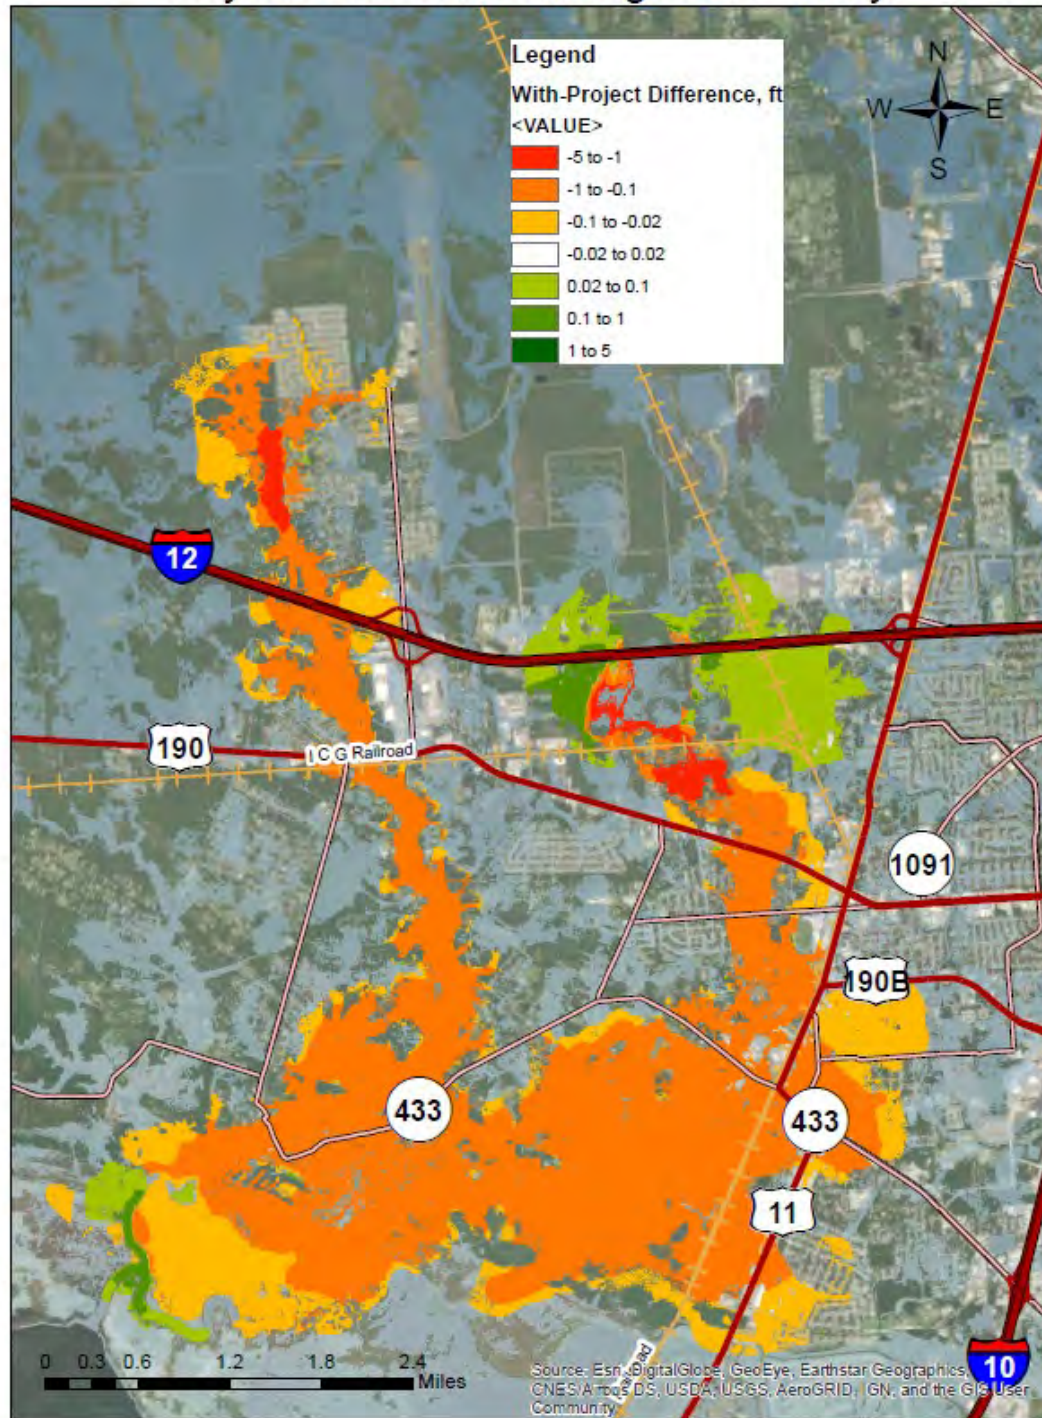 Legend
With-Project Difference, ft
<VALUE>
-5 to -1
-1 to -0.1
-0.1 to -0.02
-0.02 to 0.02
0.02 to 0.1
0.1 to 1
1 to 5
N
W E
S
12
190
I C G Railroad
1091
190B
433
433
11
10
0 0.3 0.6 1.2 1.8 2.4
Miles
Source: Esri, DigitalGlobe, GeoEye, Earthstar Geographics,
CNES/Airbus DS, USDA, USGS, AeroGRID, IGN, and the GIS User
Community